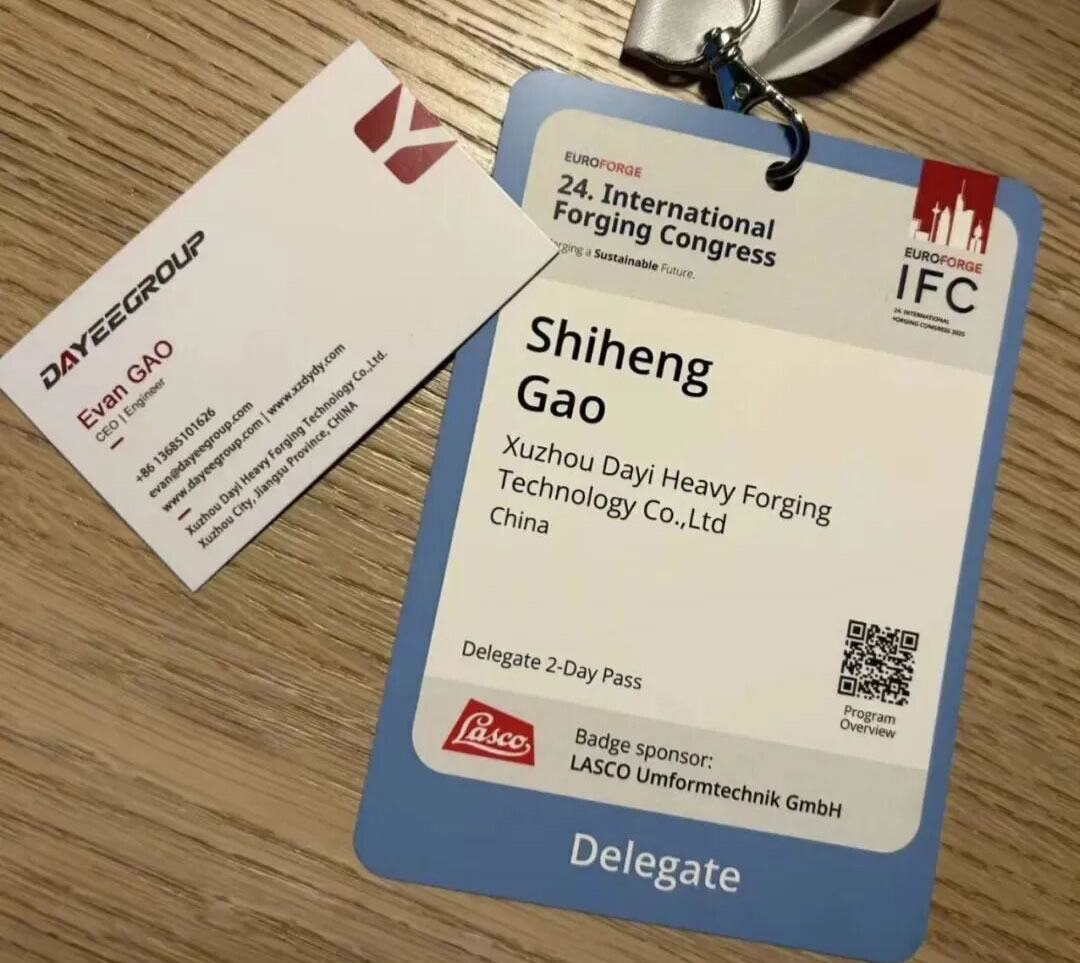 DAYEEGROUP
Evan GAO
CEO | Engineer
+86 13685101626
evan@dayeegroup.com
www.dayeegroup.com | www.xzdydy.com
Xuzhou Dayi Heavy Forging Technology Co.,Ltd.
Xuzhou City, Jiangsu Province, CHINA
EUROFORGE
24. International
Forging Congress
a Sustainable Future.
EUROFORGE
IFC
24. INTERNATIONAL
FORGING CONGRESS 2025
Shiheng
Gao
Xuzhou Dayi Heavy Forging
Technology Co.,Ltd
China
Delegate 2-Day Pass
Program
Overview
Lasco
Badge sponsor:
LASCO Umformtechnik GmbH
Delegate